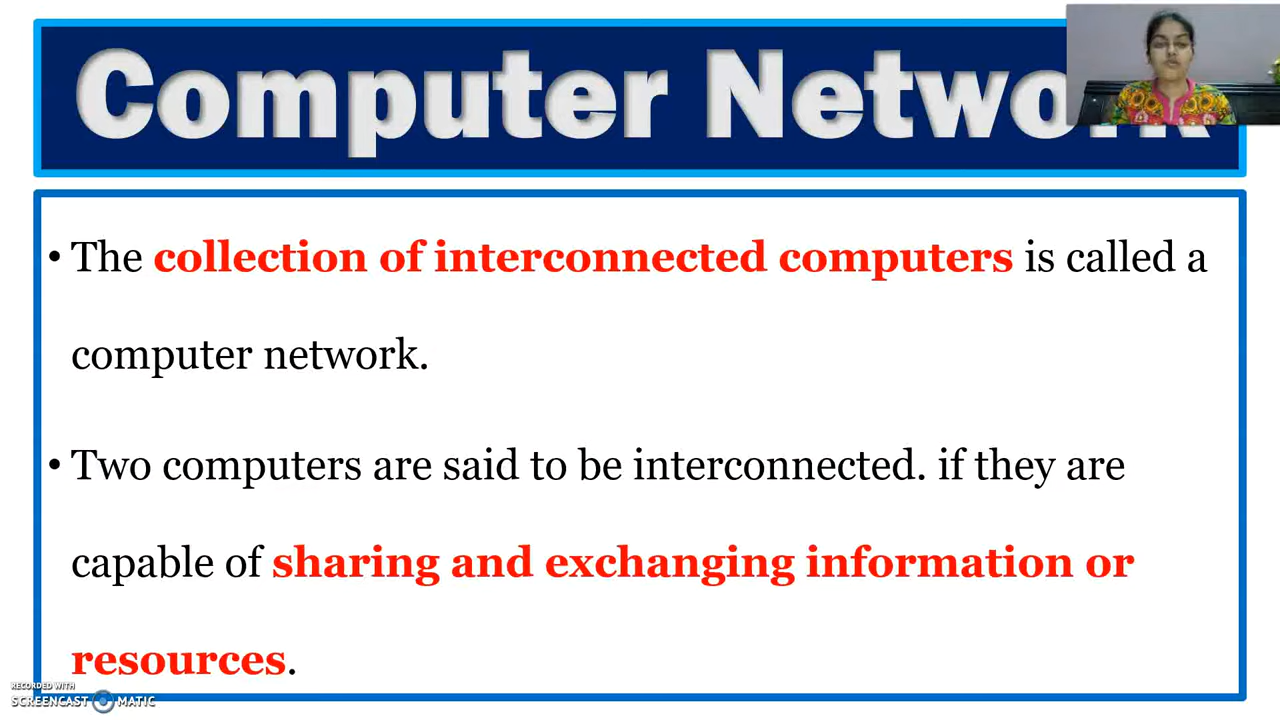 Computer Network
• The collection of interconnected computers is called a
computer network.
• Two computers are said to be interconnected. if they are
capable of sharing and exchanging information or
resources.
RECORDED WITH
SCREENCAST MATIC